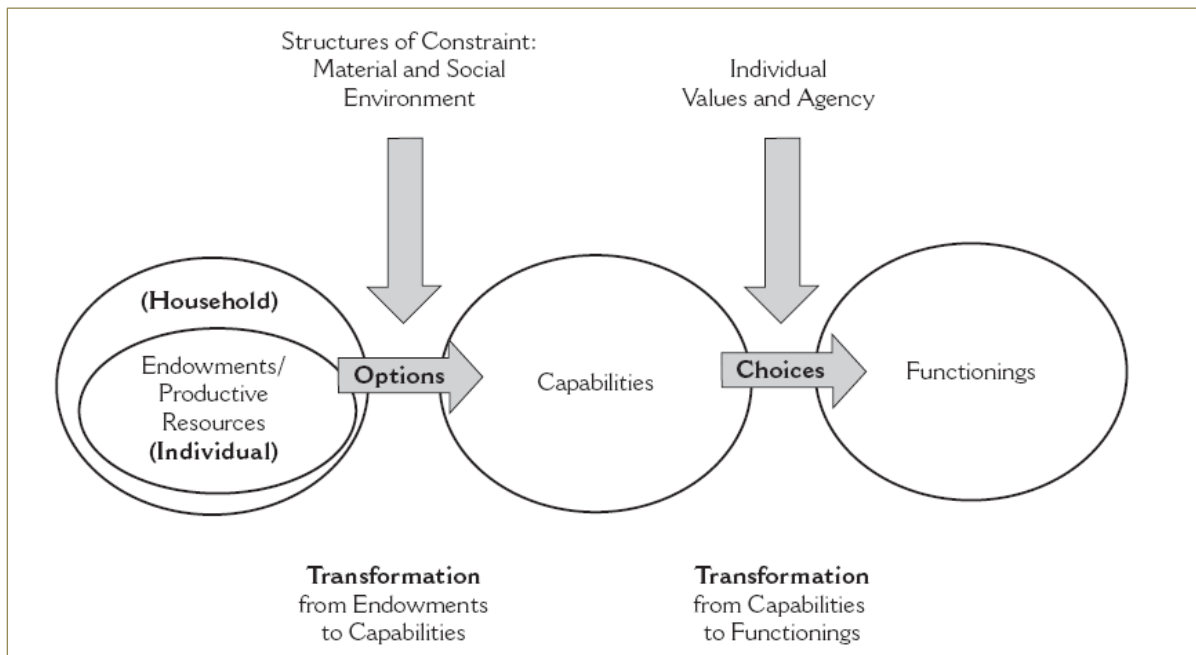 Structures of Constraint:
Material and Social
Environment
Individual
Values and Agency
(Household)
Endowments/
Productive
Resources
(Individual)
Options
Capabilities
Choices
Functionings
Transformation
from Endowments
to Capabilities
Transformation
from Capabilities
to Functionings